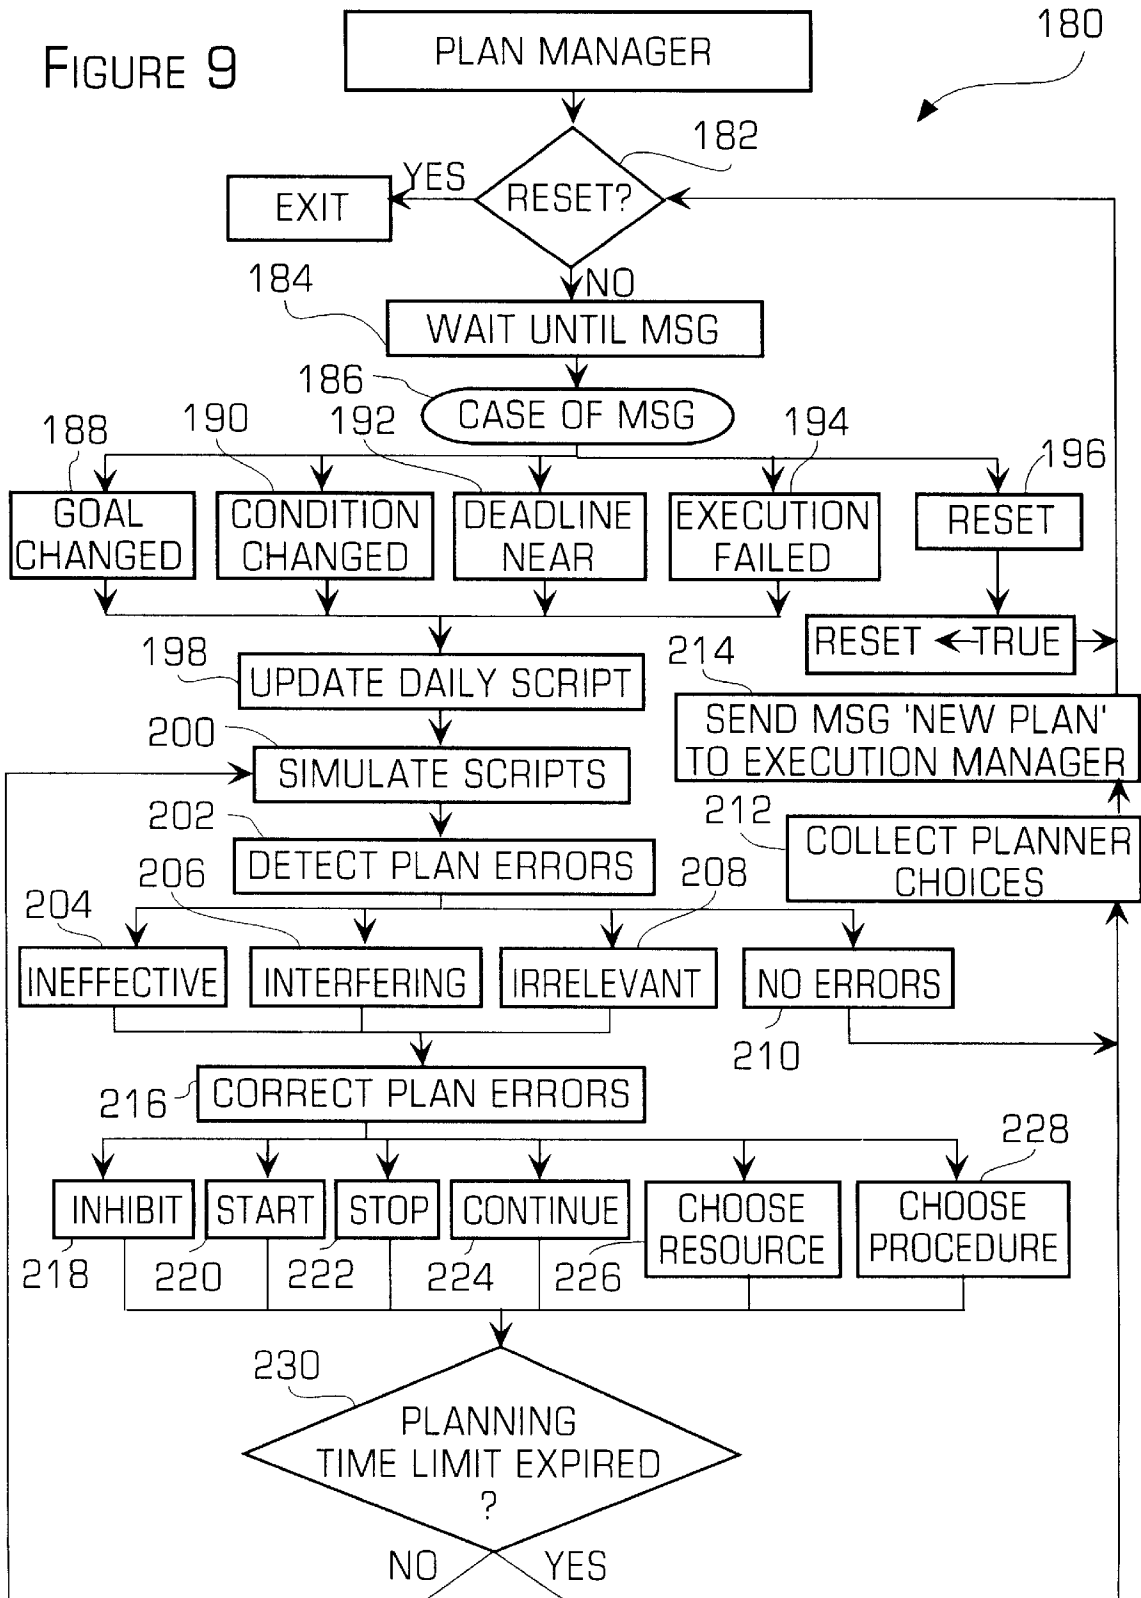 FIGURE 9
PLAN MANAGER
180
182
RESET?
YES
EXIT
NO
184
WAIT UNTIL MSG
186
CASE OF MSG
188
190
192
194
196
GOAL
CHANGED
CONDITION
CHANGED
DEADLINE
NEAR
EXECUTION
FAILED
RESET
RESET ← TRUE
198
UPDATE DAILY SCRIPT
214
SEND MSG 'NEW PLAN'
TO EXECUTION MANAGER
200
SIMULATE SCRIPTS
202
DETECT PLAN ERRORS
212
COLLECT PLANNER
CHOICES
204
206
208
INEFFECTIVE
INTERFERING
IRRELEVANT
NO ERRORS
210
216
CORRECT PLAN ERRORS
228
INHIBIT
START
STOP
CONTINUE
CHOOSE
RESOURCE
CHOOSE
PROCEDURE
218
220
222
224
226
230
PLANNING
TIME LIMIT EXPIRED
?
NO
YES